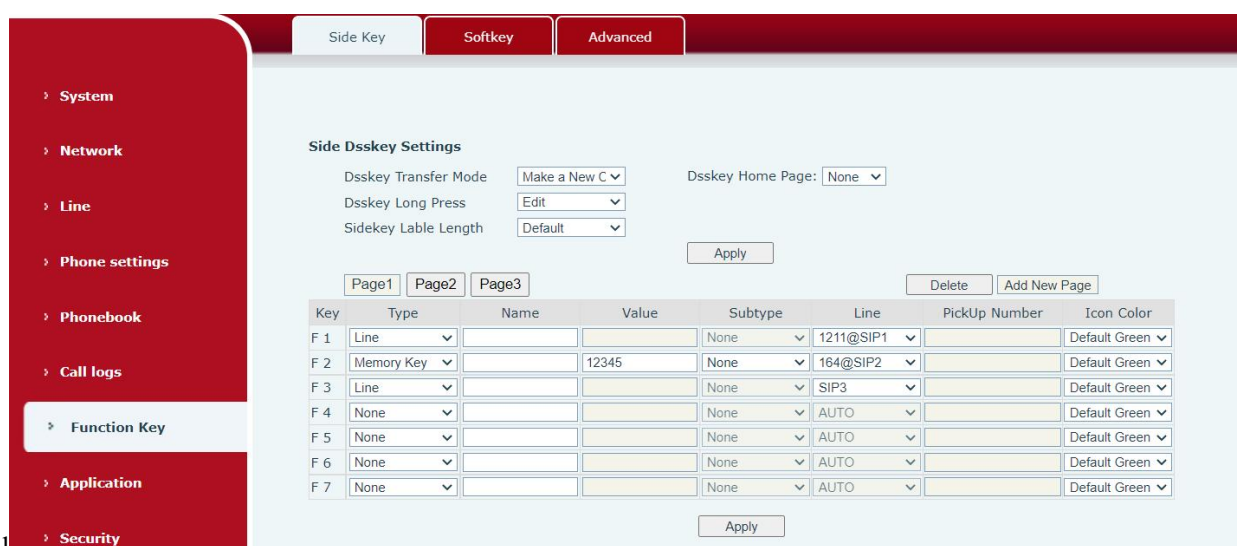 Side Key Softkey Advanced
System
Network
Line
Phone settings
Phonebook
Call logs
Function Key
Application
Security
Side Dsskey Settings
Dsskey Transfer Mode Make a New C Dsskey Home Page: None
Dsskey Long Press Edit
Sidekey Lable Length Default
Apply
Page1 Page2 Page3 Delete Add New Page
Key Type Name Value Subtype Line PickUp Number Icon Color
F 1 Line None 1211@SIP1 Default Green
F 2 Memory Key 12345 None 164@SIP2 Default Green
F 3 Line None SIP3 Default Green
F 4 None None AUTO Default Green
F 5 None None AUTO Default Green
F 6 None None AUTO Default Green
F 7 None None AUTO Default Green
Apply